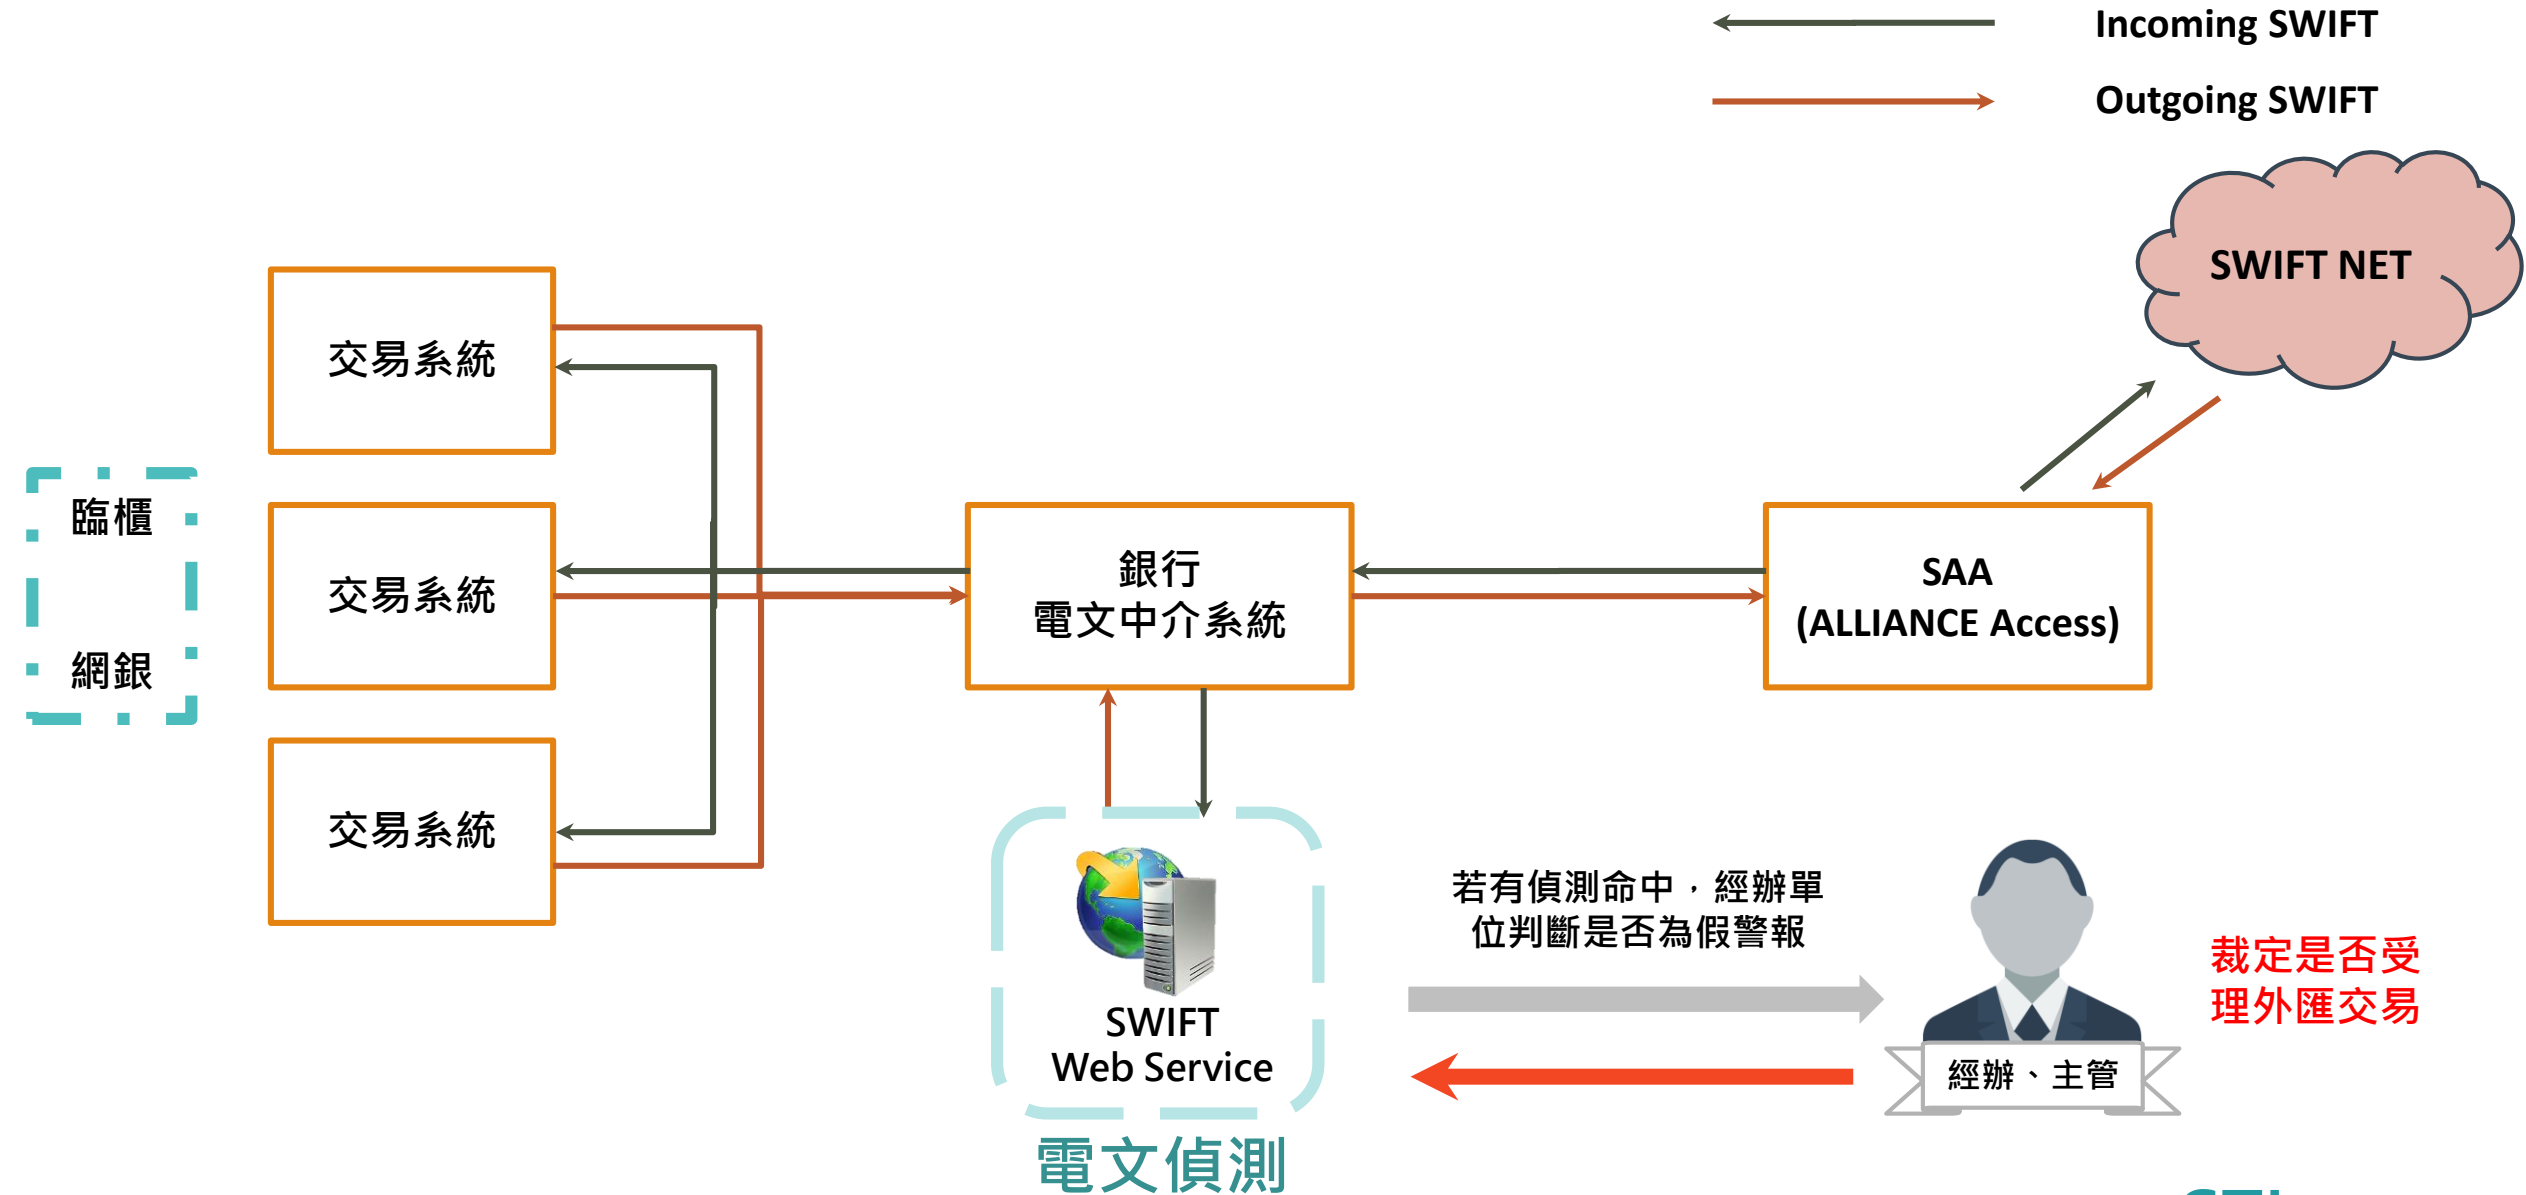 Incoming SWIFT
Outgoing SWIFT
SWIFT NET
交易系統
臨櫃
網銀
交易系統
銀行
電文中介系統
SAA
(ALLIANCE Access)
交易系統
SWIFT
Web Service
電文偵測
若有偵測命中，經辦單
位判斷是否為假警報
經辦、主管
裁定是否受
理外匯交易